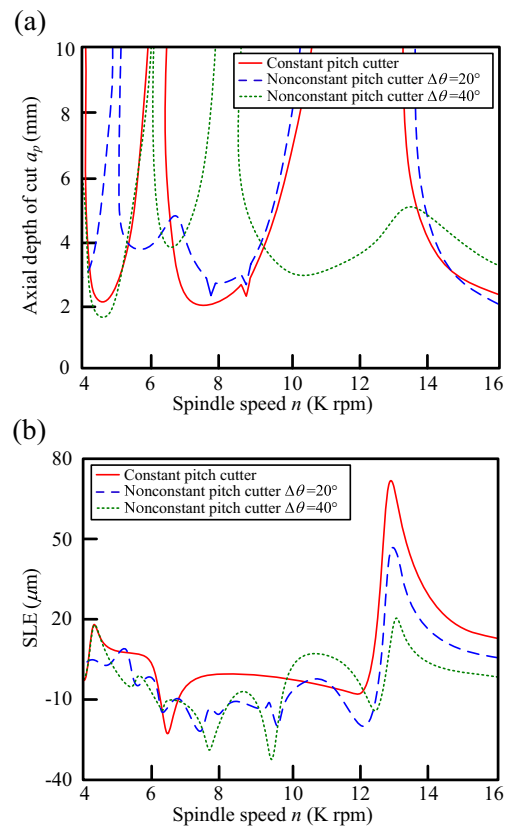 (a)
10
8
6
4
2
0
Axial depth of cut ap (mm)
Constant pitch cutter
Nonconstant pitch cutter Δθ=20°
Nonconstant pitch cutter Δθ=40°
4 6 8 10 12 14 16
Spindle speed n (K rpm)
(b)
80
50
20
-10
-40
SLE (μm)
Constant pitch cutter
Nonconstant pitch cutter Δθ=20°
Nonconstant pitch cutter Δθ=40°
4 6 8 10 12 14 16
Spindle speed n (K rpm)